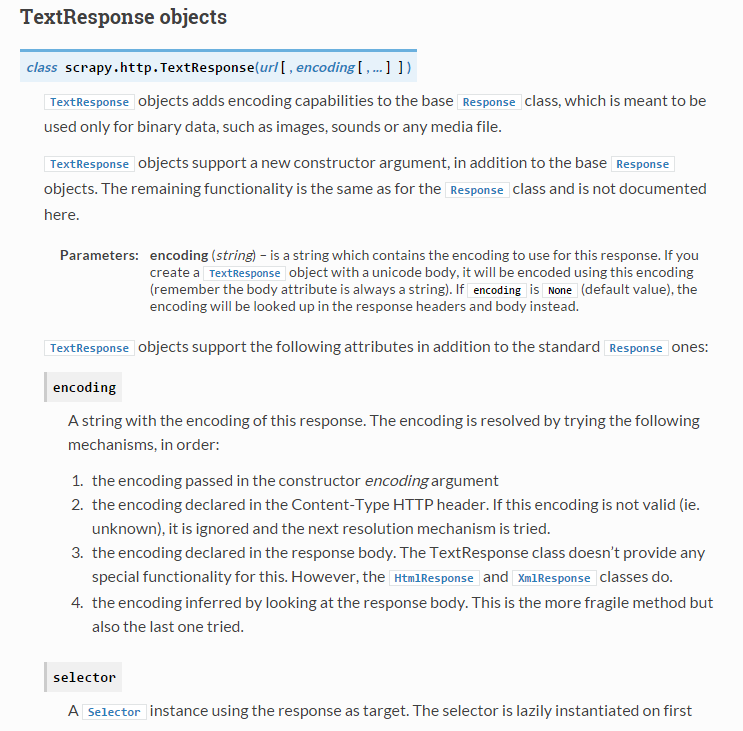 TextResponse objects
class scrapy.http.TextResponse(url[, encoding[, ...] ])
TextResponse objects adds encoding capabilities to the base Response class, which is meant to be
used only for binary data, such as images, sounds or any media file.
TextResponse objects support a new constructor argument, in addition to the base Response
objects. The remaining functionality is the same as for the Response class and is not documented
here.
Parameters: encoding (string) – is a string which contains the encoding to use for this response. If you
create a TextResponse object with a unicode body, it will be encoded using this encoding
(remember the body attribute is always a string). If encoding is None (default value), the
encoding will be looked up in the response headers and body instead.
TextResponse objects support the following attributes in addition to the standard Response ones:
encoding
A string with the encoding of this response. The encoding is resolved by trying the following
mechanisms, in order:
1. the encoding passed in the constructor encoding argument
2. the encoding declared in the Content-Type HTTP header. If this encoding is not valid (ie.
unknown), it is ignored and the next resolution mechanism is tried.
3. the encoding declared in the response body. The TextResponse class doesn't provide any
special functionality for this. However, the HtmlResponse and XmlResponse classes do.
4. the encoding inferred by looking at the response body. This is the more fragile method but
also the last one tried.
selector
A Selector instance using the response as target. The selector is lazily instantiated on first